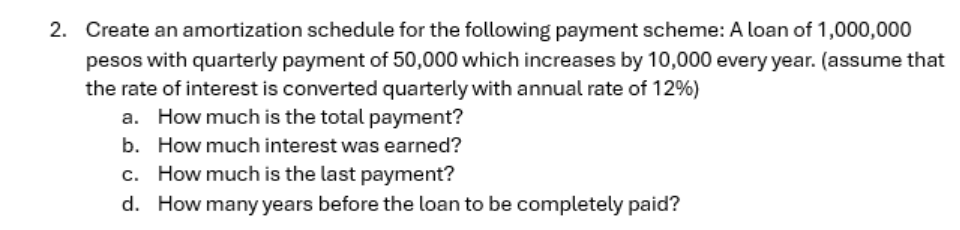 2. Create an amortization schedule for the following payment scheme: A loan of 1,000,000
pesos with quarterly payment of 50,000 which increases by 10,000 every year. (assume that
the rate of interest is converted quarterly with annual rate of 12%)
a. How much is the total payment?
b. How much interest was earned?
c. How much is the last payment?
d. How many years before the loan to be completely paid?